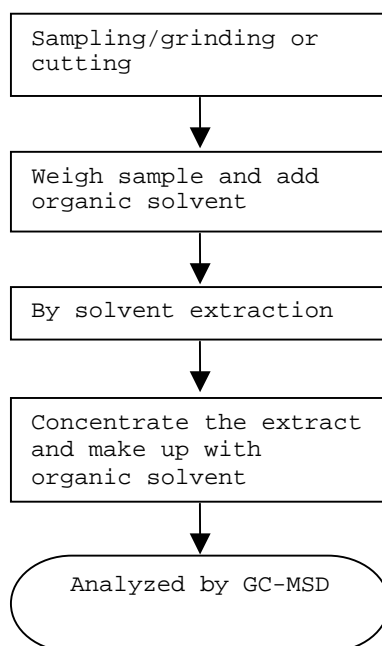 Sampling/grinding or
cutting
Weigh sample and add
organic solvent
By solvent extraction
Concentrate the extract
and make up with
organic solvent
Analyzed by GC-MSD